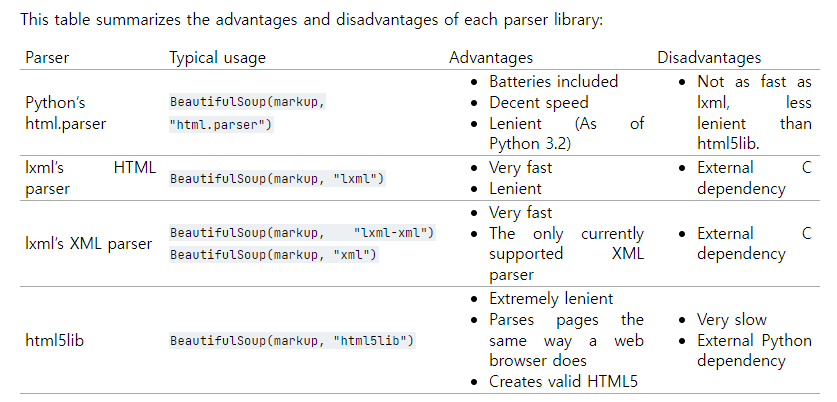 This table summarizes the advantages and disadvantages of each parser library:
Parser Typical usage Advantages Disadvantages
Python's html.parser
BeautifulSoup(markup,
"html.parser")
• Batteries included
• Decent speed
• Lenient (As of
Python 3.2)
• Not as fast as
lxml, less
lenient than
html5lib.
lxml's HTML
parser
BeautifulSoup(markup, "lxml")
• Very fast
• Lenient
• External C
dependency
lxml's XML parser
BeautifulSoup(markup, "lxml-xml")
BeautifulSoup(markup, "xml")
• Very fast
• The only currently
supported XML
parser
• External C
dependency
html5lib
BeautifulSoup(markup, "html5lib")
• Extremely lenient
• Parses pages the
same way a web
browser does
• Creates valid HTML5
• Very slow
• External Python
dependency